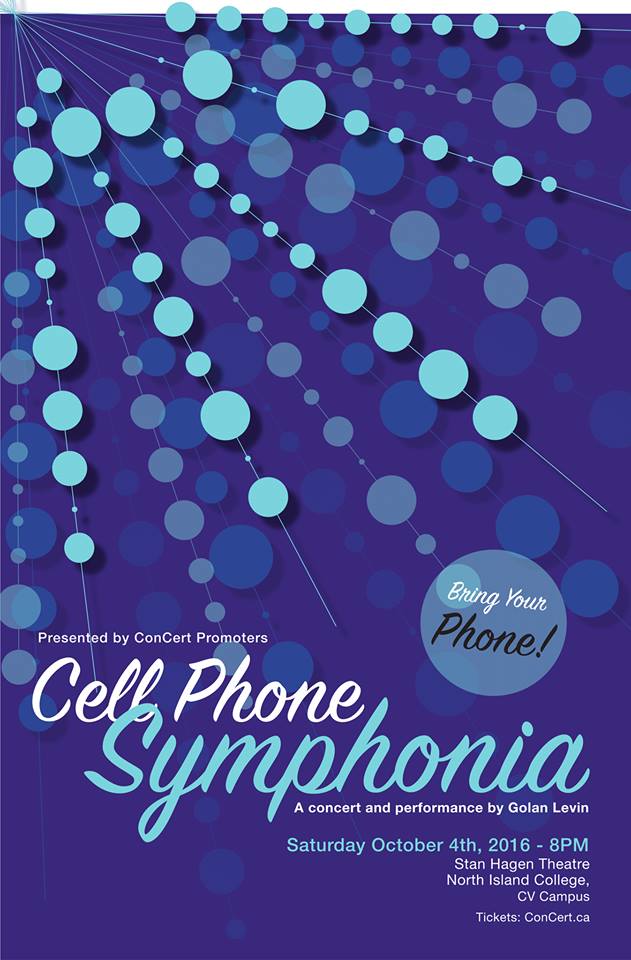 Bring Your
Phone!
Presented by ConCert Promoters
Cell Phone
Symphonia
A concert and performance by Golan Levin
Saturday October 4th, 2016 - 8PM
Stan Hagen Theatre
North Island College,
CV Campus
Tickets: ConCert.ca